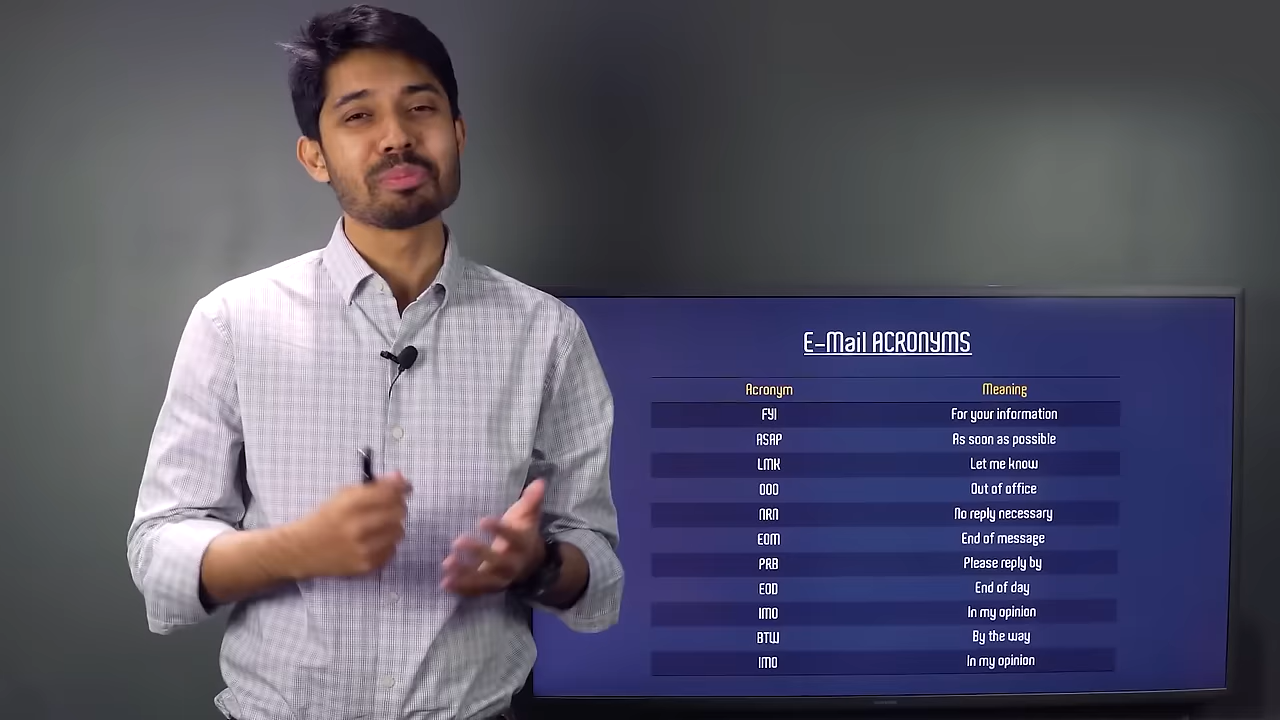 E-Mail ACRONYMS
Acronym Meaning
FYI For your information
ASAP As soon as possible
LMK Let me know
OOO Out of office
NRN No reply necessary
EOM End of message
PRB Please reply by
EOD End of day
IMO In my opinion
BTW By the way
IMO In my opinion